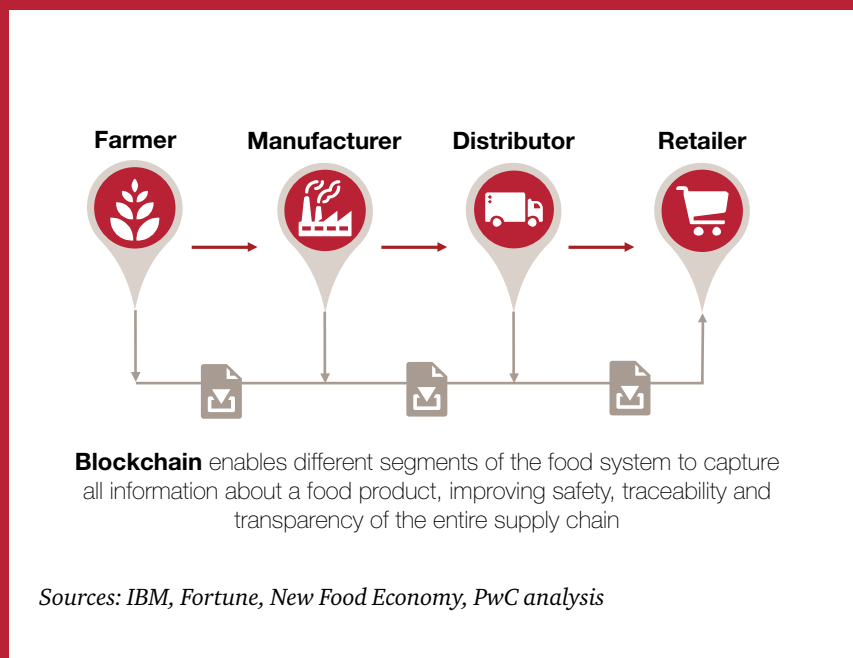 Farmer Manufacturer Distributor Retailer
Blockchain enables different segments of the food system to capture
all information about a food product, improving safety, traceability and
transparency of the entire supply chain
Sources: IBM, Fortune, New Food Economy, PwC analysis